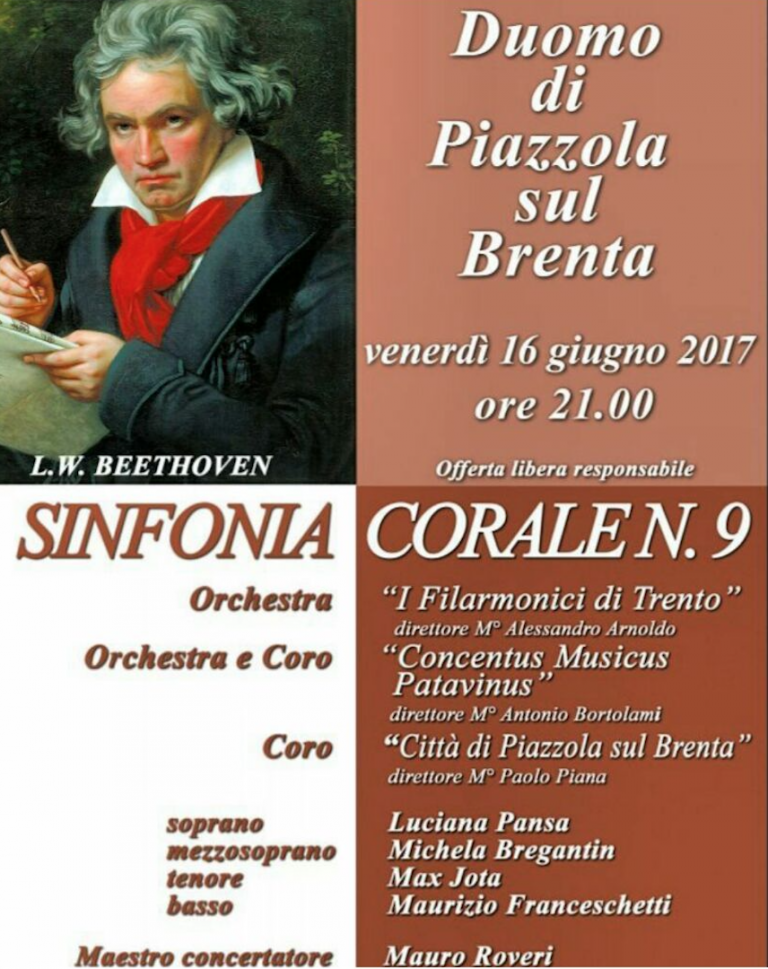 Duomo
di
Piazzola
sul
Brenta
venerdì 16 giugno 2017
ore 21.00
L.W. BEETHOVEN
Offerta libera responsabile
SINFONIA CORALE N. 9
Orchestra "I Filarmonici di Trento"
direttore M° Alessandro Arnoldo
Orchestra e Coro "Concentus Musicus
Patavinus"
direttore M° Antonio Bortolami
Coro "Città di Piazzola sul Brenta"
direttore M° Paolo Piana
soprano Luciana Pansa
mezzosoprano Michela Bregantin
tenore Max Jota
basso Maurizio Franceschetti
Maestro concertatore Mauro Roveri